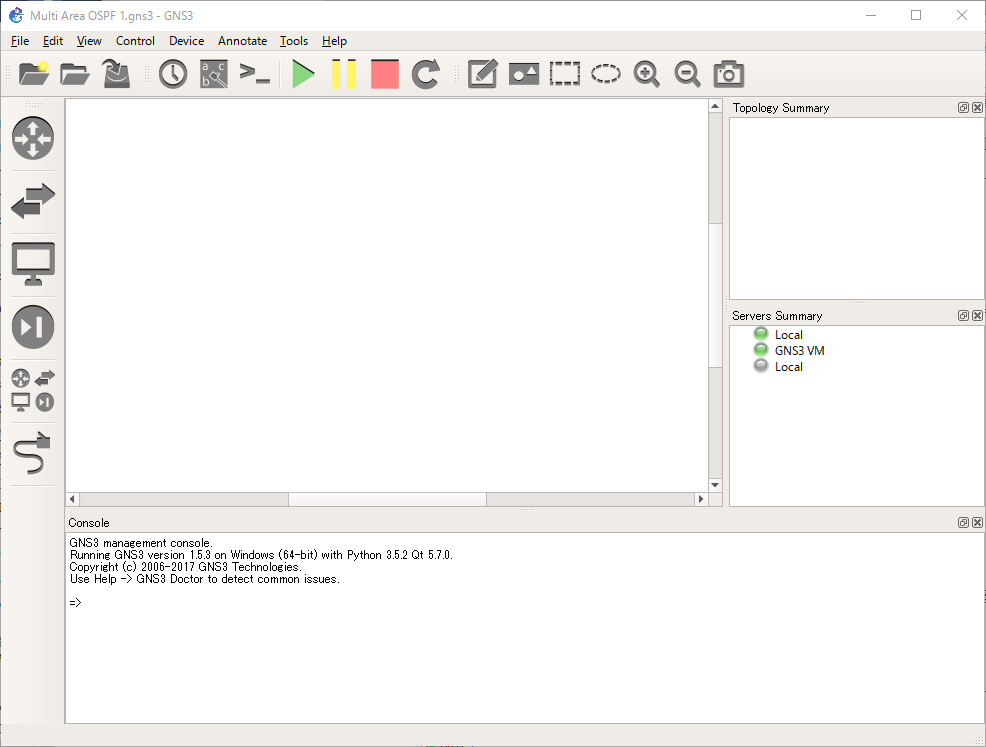 Multi Area OSPF 1.gns3 - GNS3
File Edit View Control Device Annotate Tools Help
a c
b
>_
Topology Summary
Servers Summary
Local
GNS3 VM
Local
Console
GNS3 management console.
Running GNS3 version 1.5.3 on Windows (64-bit) with Python 3.5.2 Qt 5.7.0.
Copyright (c) 2006-2017 GNS3 Technologies.
Use Help -> GNS3 Doctor to detect common issues.
=>